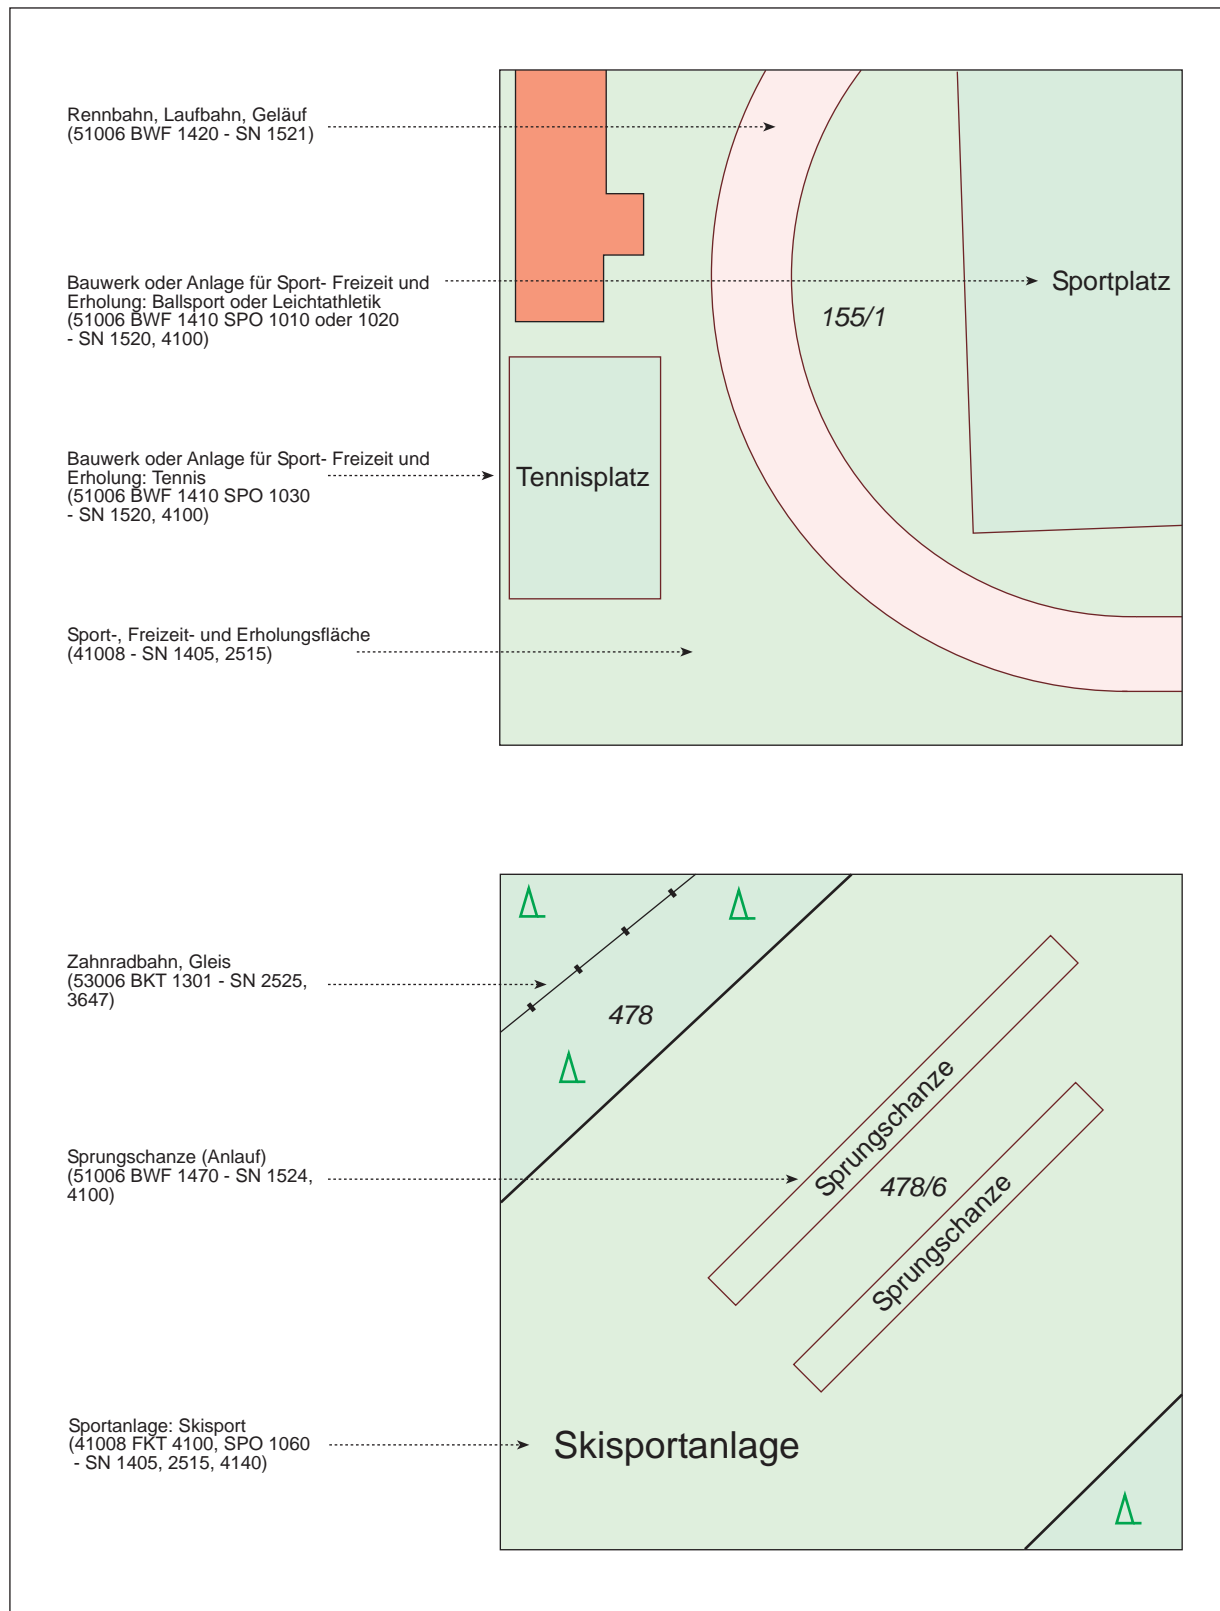 Rennbahn, Laufbahn, Geläuf
(51006 BWF 1420 - SN 1521)
Bauwerk oder Anlage für Sport- Freizeit und
Erholung: Ballsport oder Leichtathletik
(51006 BWF 1410 SPO 1010 oder 1020
- SN 1520, 4100)
Sportplatz
155/1
Bauwerk oder Anlage für Sport- Freizeit und
Erholung: Tennis
(51006 BWF 1410 SPO 1030
- SN 1520, 4100)
Tennisplatz
Sport-, Freizeit- und Erholungsfläche
(41008 - SN 1405, 2515)
Zahnradbahn, Gleis
(53006 BKT 1301 - SN 2525,
3647)
478
Sprungschanze (Anlauf)
(51006 BWF 1470 - SN 1524,
4100)
Sprungschanze
478/6
Sprungschanze
Sportanlage: Skisport
(41008 FKT 4100, SPO 1060
- SN 1405, 2515, 4140)
Skisportanlage